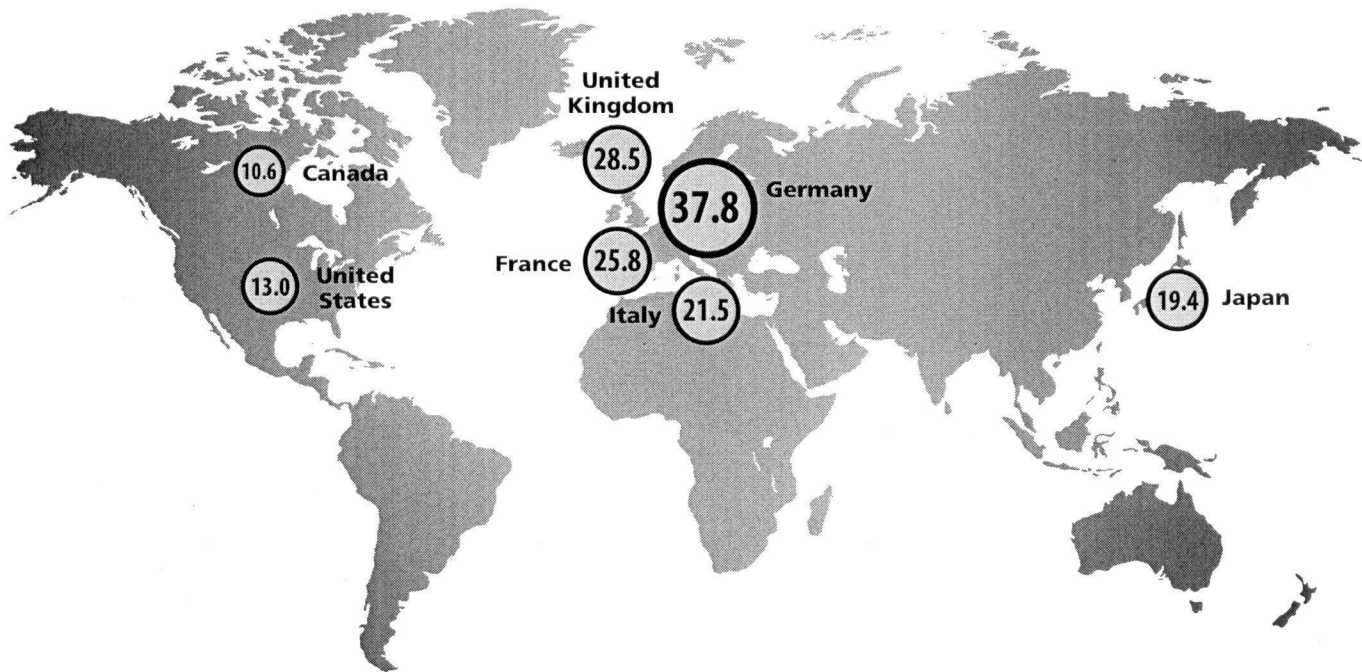 United
Kingdom
28.5
10.6 Canada
37.8 Germany
France 25.8
13.0 United
States
Italy 21.5
19.4 Japan